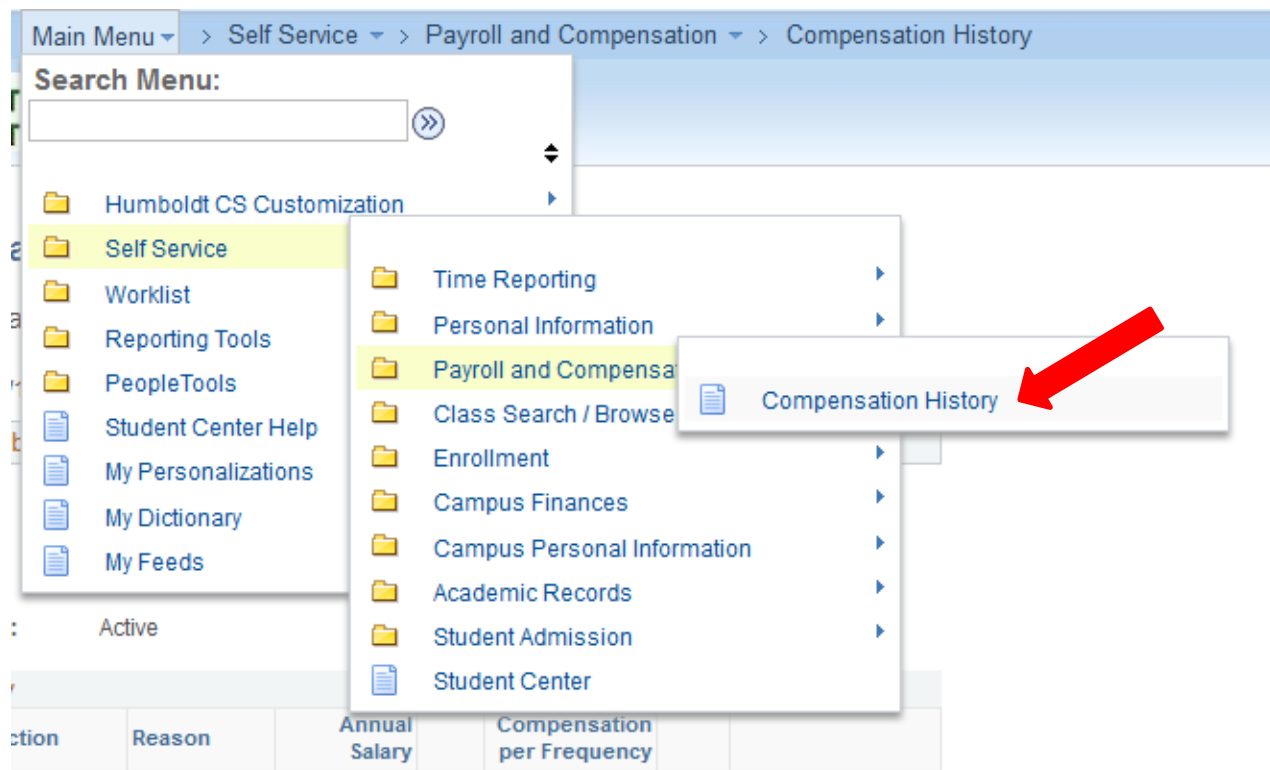 Main Menu > Self Service > Payroll and Compensation > Compensation History
Search Menu:
Humboldt CS Customization
Self Service
Worklist
Reporting Tools
PeopleTools
Student Center Help
My Personalizations
My Dictionary
My Feeds
Time Reporting
Personal Information
Payroll and Compensa
Class Search / Browse
Enrollment
Campus Finances
Campus Personal Information
Academic Records
Student Admission
Student Center
Compensation History
: Active
ction Reason Annual Salary Compensation per Frequency